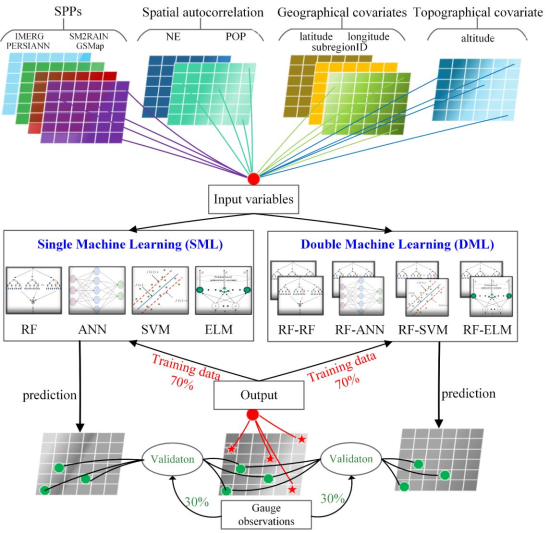 SPPs
Spatial autocorrelation
Geographical covariates
Topographical covariate
IMERG
SM2RAIN
PERSIANN
GSMap
NE
POP
latitude
longitude
subregionID
altitude
Input variables
Single Machine Learning (SML)
Double Machine Learning (DML)
RF
ANN
SVM
ELM
RF-RF
RF-ANN
RF-SVM
RF-ELM
Training data
70%
Training data
70%
prediction
Output
prediction
Validaton
Validaton
30%
30%
Gauge
observations